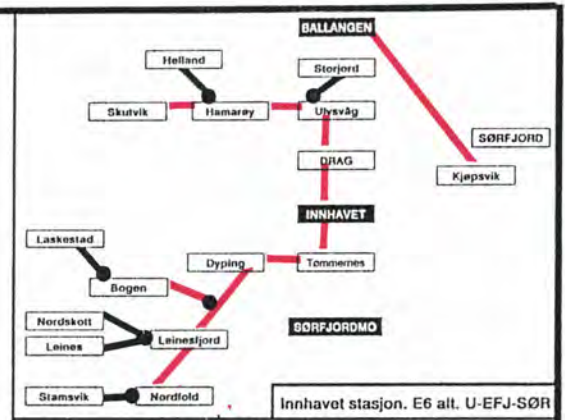 BALLANGEN
Helland
Storjord
Skutvik
Hamarøy
Ulvsvåg
SØRFJORD
DRAG
Kjøpsvik
INNHAVET
Laskestad
Dyping
Tømmernes
Bogen
Nordskott
SØRFJORDMO
Leines
Leinesfjord
Stamsvik
Nordfold
Innhavet stasjon. E6 alt. U-EFJ-SØR